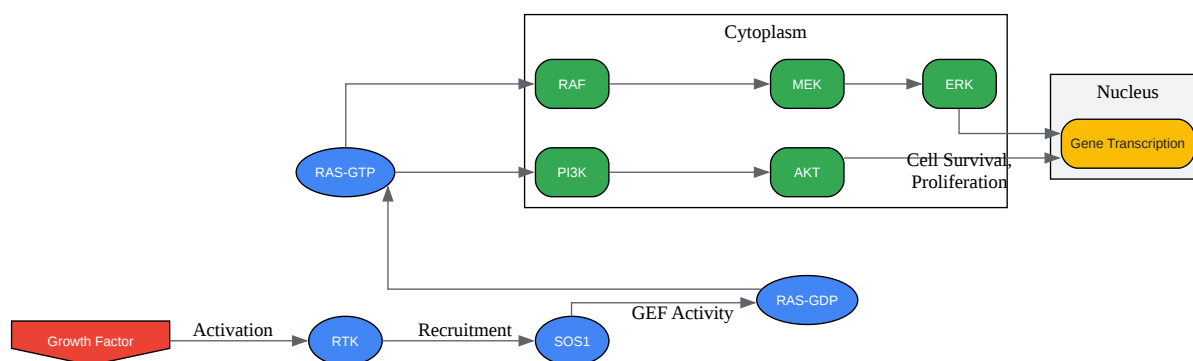 Cytoplasm
RAF
MEK
ERK
Nucleus
Gene Transcription
RAS-GTP
PI3K
AKT
Cell Survival,
Proliferation
RAS-GDP
GEF Activity
Growth Factor
Activation
RTK
Recruitment
SOS1